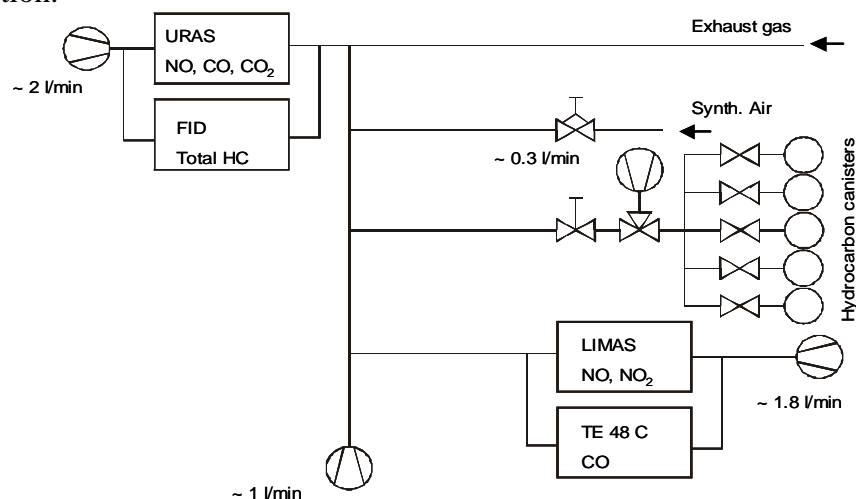 tion.
URAS
NO, CO, CO2
~ 2 l/min
FID
Total HC
Exhaust gas
Synth. Air
~ 0.3 l/min
Hydrocarbon canisters
LIMAS
NO, NO2
~ 1.8 l/min
TE 48 C
CO
~ 1 l/min